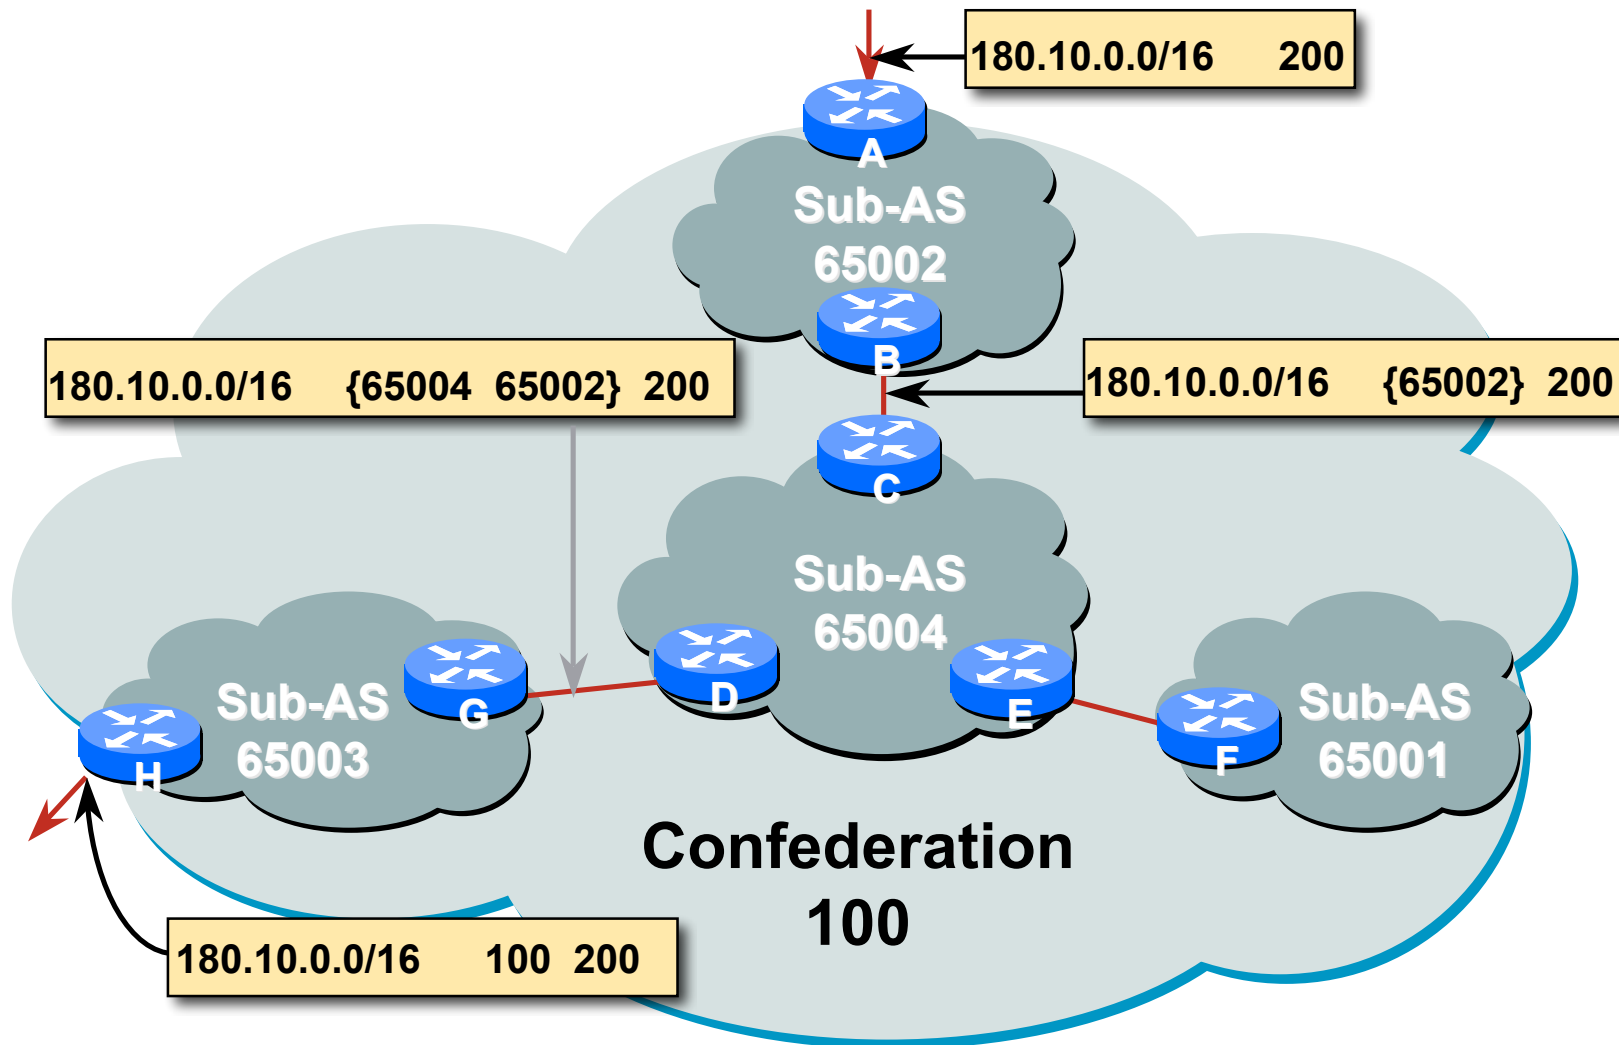 180.10.0.0/16 200
A
Sub-AS
65002
B
180.10.0.0/16 {65004 65002} 200
180.10.0.0/16 {65002} 200
C
Sub-AS
65004
D
E
G
Sub-AS
65003
H
F
Sub-AS
65001
Confederation
100
180.10.0.0/16 100 200